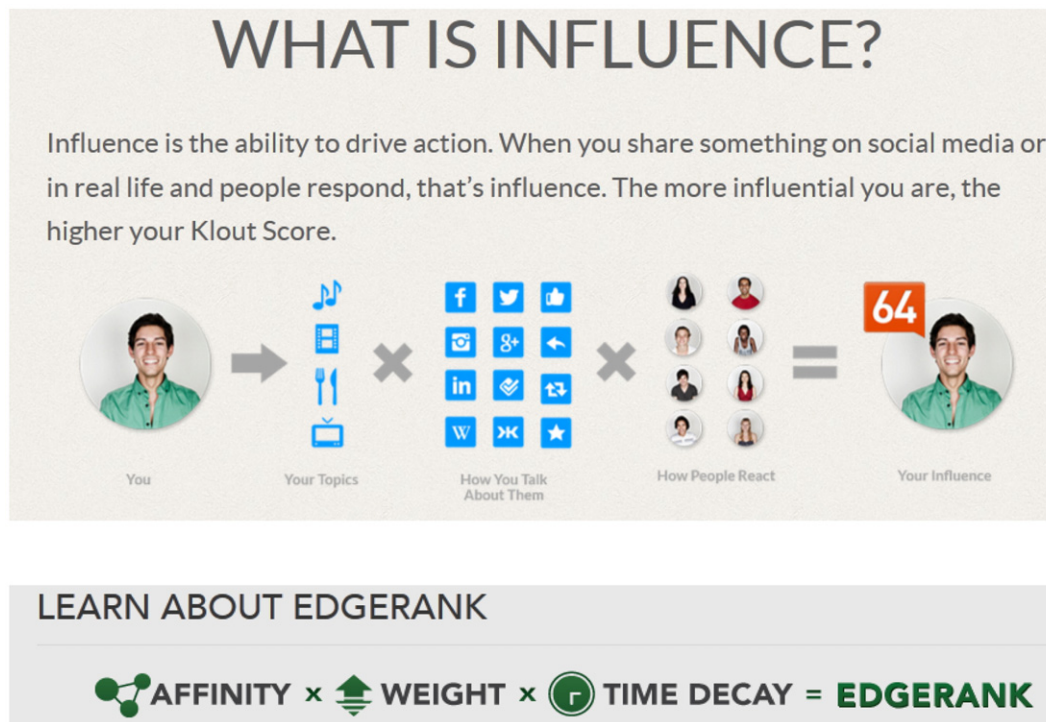 WHAT IS INFLUENCE?
Influence is the ability to drive action. When you share something on social media or
in real life and people respond, that's influence. The more influential you are, the
higher your Klout Score.
64
You
Your Topics
How You Talk
About Them
How People React
Your Influence
LEARN ABOUT EDGERANK
AFFINITY x WEIGHT x TIME DECAY = EDGERANK